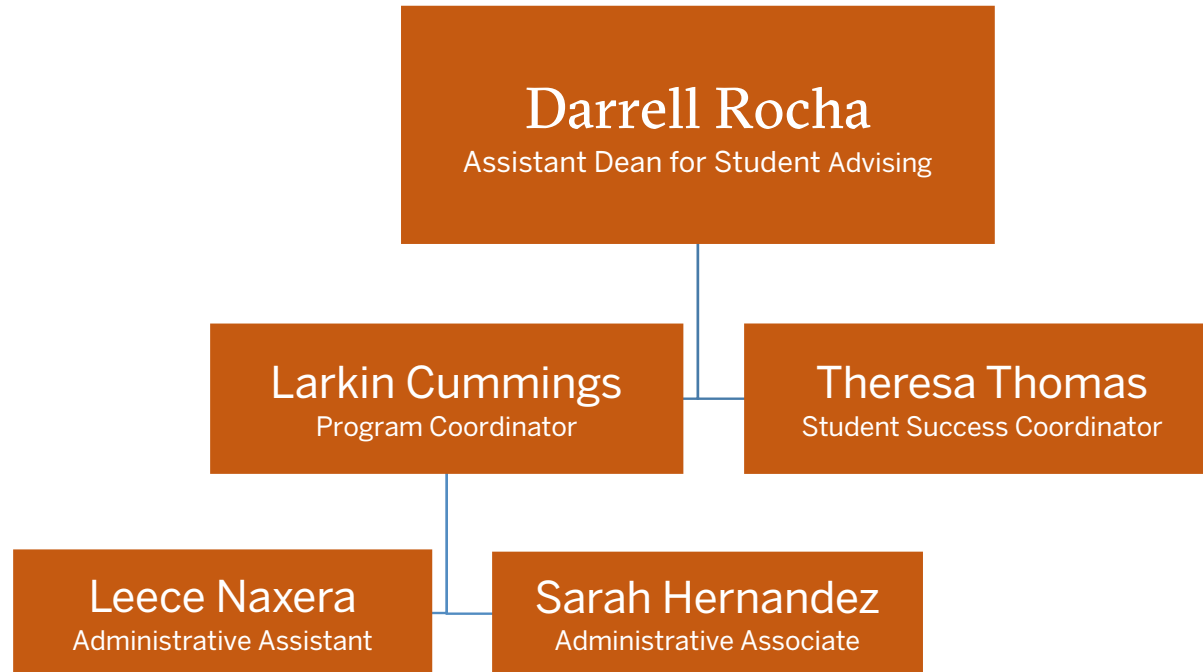 Darrell Rocha
Assistant Dean for Student Advising
Larkin Cummings
Program Coordinator
Theresa Thomas
Student Success Coordinator
Leece Naxera
Administrative Assistant
Sarah Hernandez
Administrative Associate